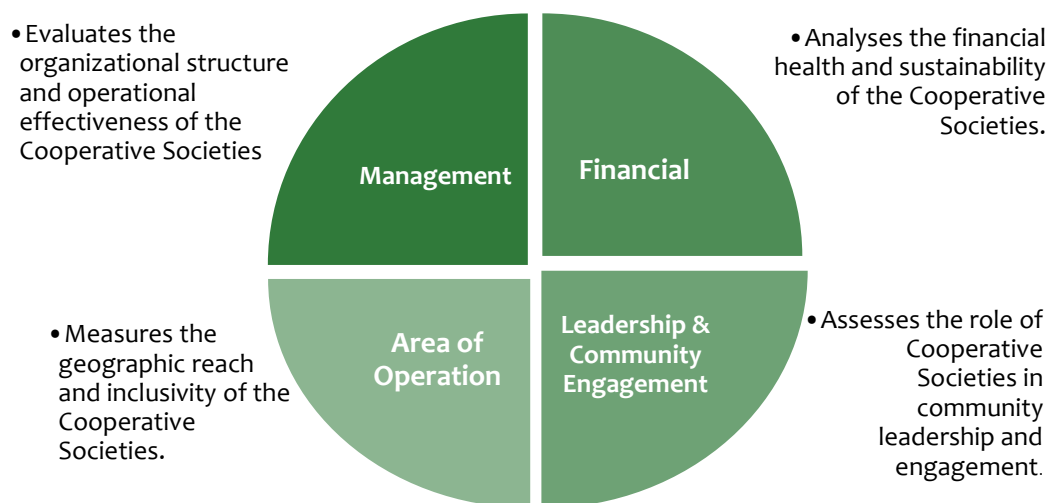 •Evaluates the
organizational structure
and operational
effectiveness of the
Cooperative Societies
Management
Financial
•Analyses the financial
health and sustainability
of the Cooperative
Societies.
•Measures the
geographic reach
and inclusivity of the
Cooperative
Societies.
Area of
Operation
Leadership &
Community
Engagement
•Assesses the role of
Cooperative
Societies in
community
leadership and
engagement.